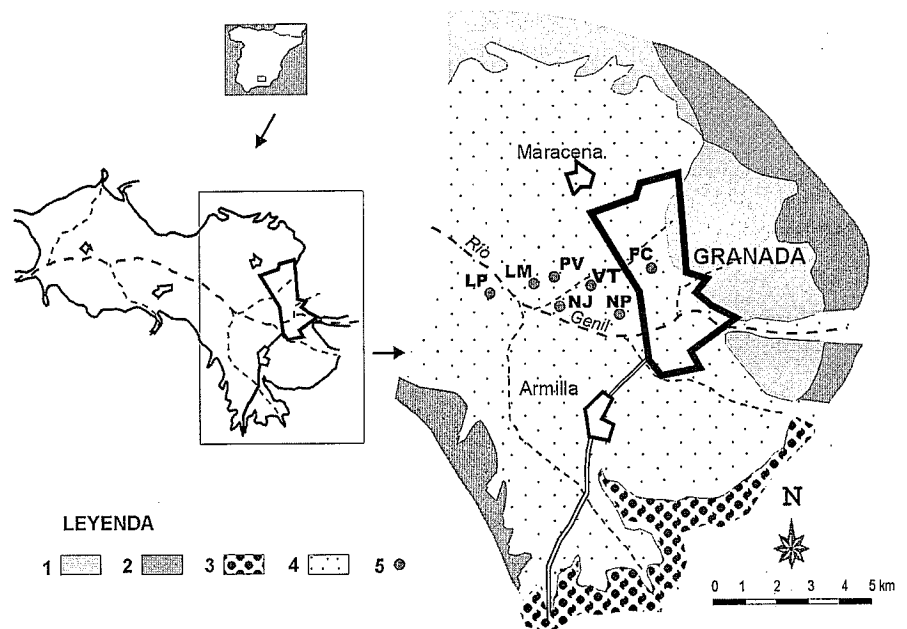 Maracena.
Río
GRANADA
FC
LP
LM
PV
AL
NJ
NP
Genil
Armilla
LEYENDA
1 2 3 4 5
N
0 1 2 3 4 5 km